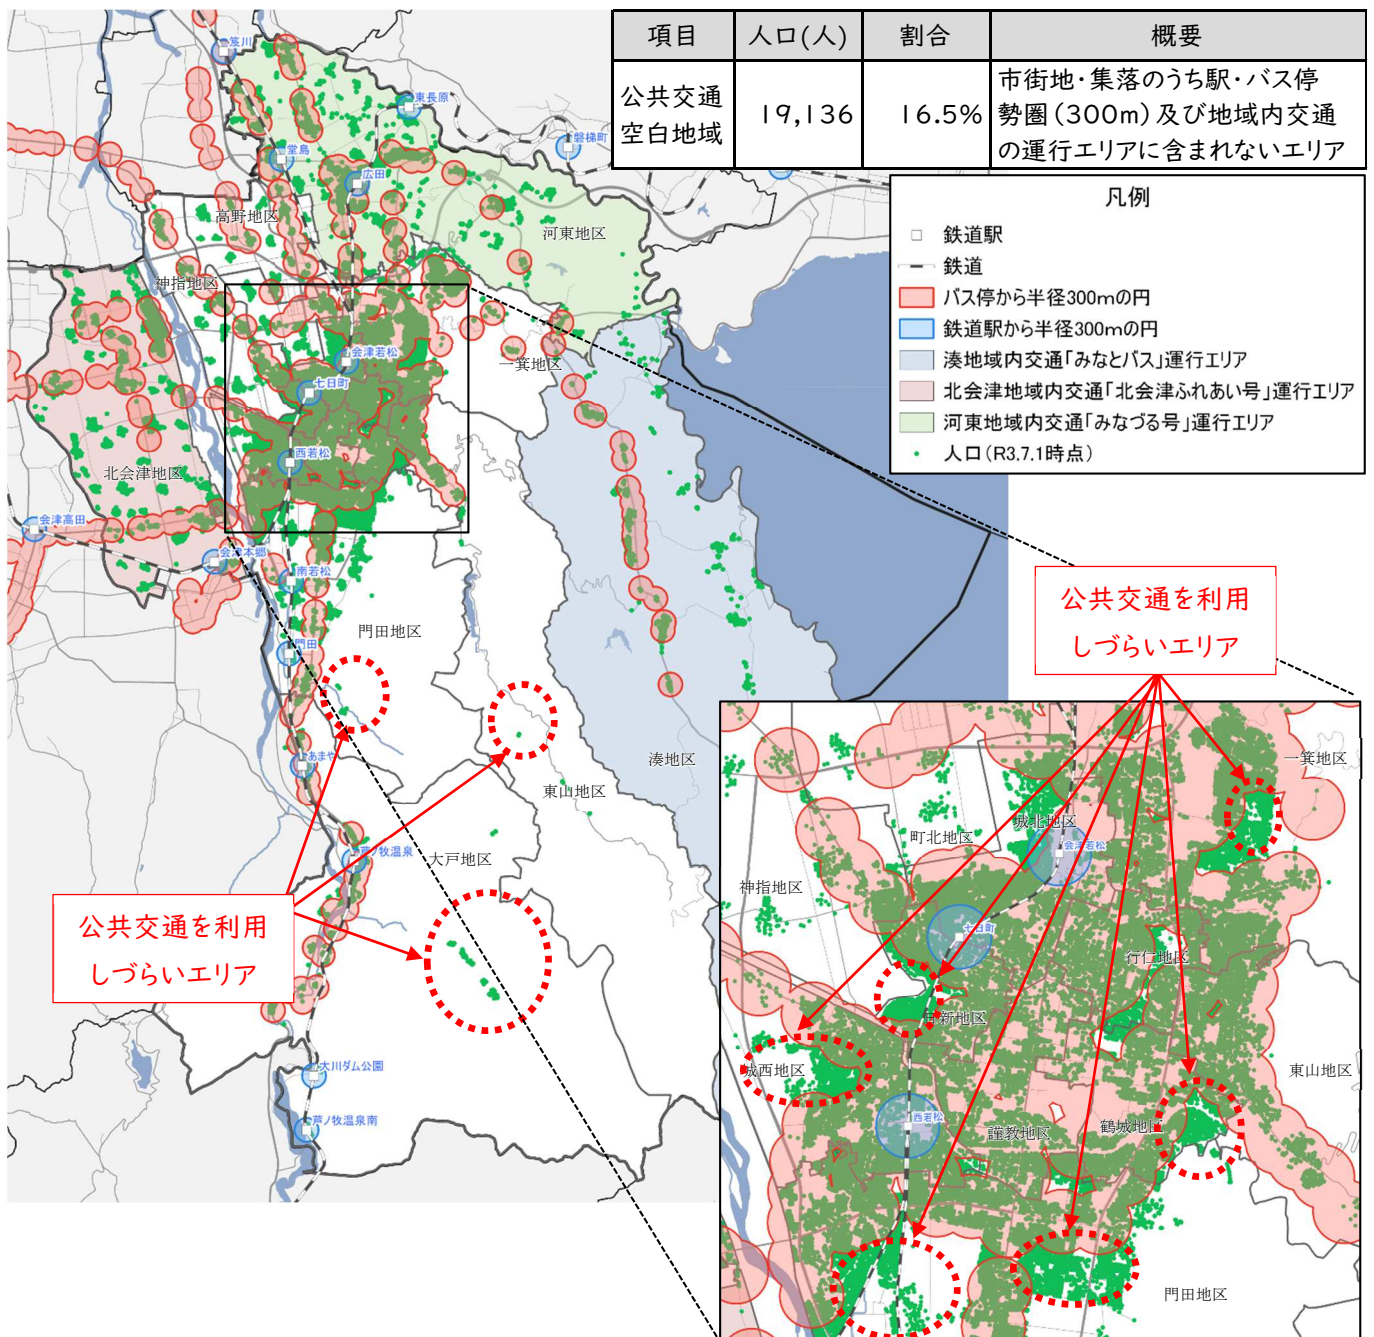 項目 人口(人) 割合 概要
公共交通
空白地域
19,136
16.5%
市街地・集落のうち駅・バス停
勢圏(300m)及び地域内交通
の運行エリアに含まれないエリア
凡例
鉄道駅
鉄道
バス停から半径300mの円
鉄道駅から半径300mの円
湊地域内交通「みなとバス」運行エリア
北会津地域内交通「北会津ふれあい号」運行エリア
河東地域内交通「みなづる号」運行エリア
人口(R3.7.1時点)
笈川
東長原
磐梯町
堂島
広田
高野地区
河東地区
神指地区
会津若松
一箕地区
七日町
西若松
北会津地区
会津高田
会津本郷
南若松
門田地区
門田
あまや
東山地区
湊地区
芦ノ牧温泉
大戸地区
大川ダム公園
芦ノ牧温泉南
公共交通を利用
しづらいエリア
公共交通を利用
しづらいエリア
一箕地区
城北地区
町北地区
会津若松
神指地区
七日町
行仁地区
日新地区
城西地区
東山地区
西若松
謹教地区
鶴城地区
門田地区